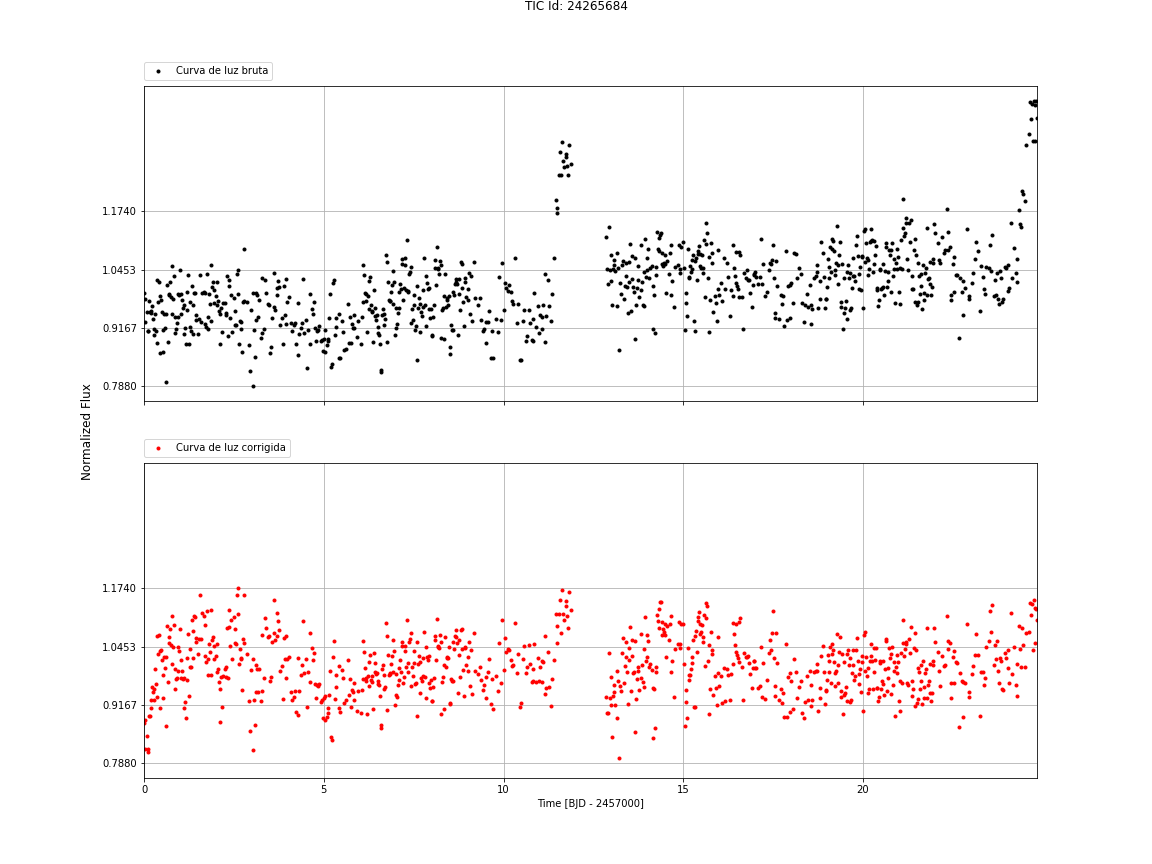 TIC Id: 24265684
Curva de luz bruta
1.1740
1.0453
0.9167
0.7880
Normalized Flux
Curva de luz corrigida
1.1740
1.0453
0.9167
0.7880
0 5 10 15 20
Time [BJD - 2457000]